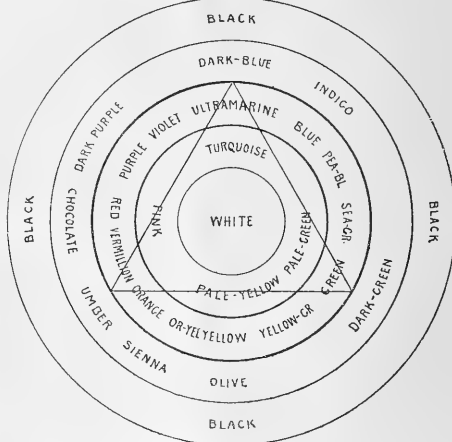 BLACK
DARK-BLUE
INDIGO
DARK PURPLE
PURPLE VIOLET ULTRAMARINE BLUE PEA-BL SEA-GR. GREEN
TURQUOISE
BLACK
CHOCOLATE
RED VERMILLION ORANGE OR-YEL YELLOW YELLOW-GR
PINK
WHITE
PALE-GREEN
BLACK
PALE-YELLOW
UMBER
SIENNA
OLIVE
DARK-GREEN
BLACK